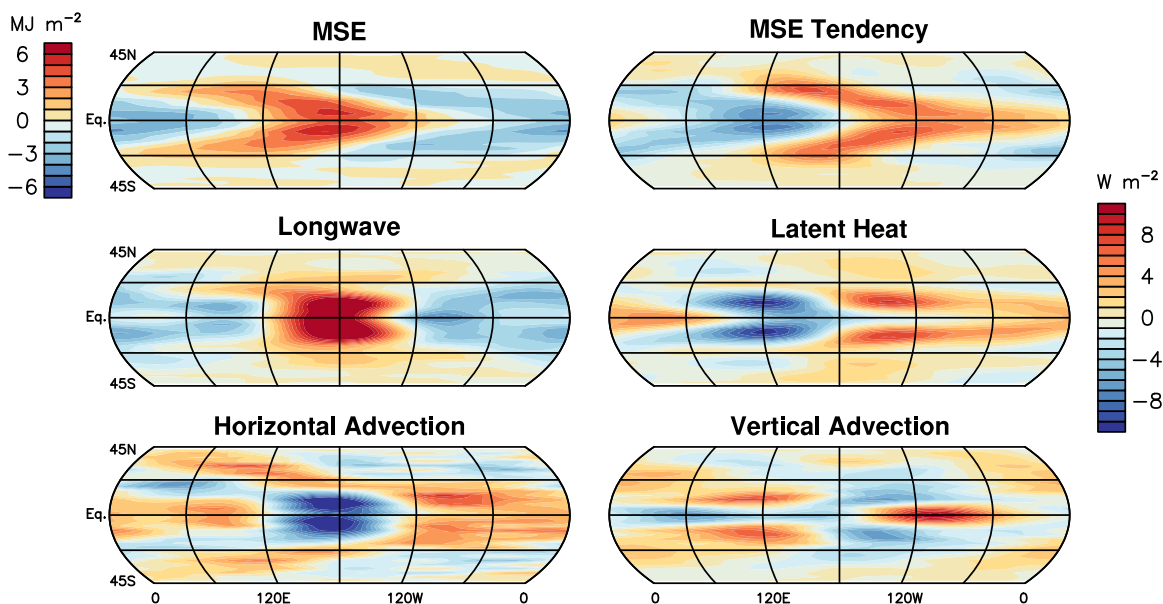 MJ m⁻²
MSE
MSE Tendency
6
3
0
−3
−6
45N
Eq.
45S
Longwave
Latent Heat
45N
Eq.
45S
W m⁻²
8
4
0
−4
−8
Horizontal Advection
Vertical Advection
45N
Eq.
45S
0 120E 120W 0
0 120E 120W 0